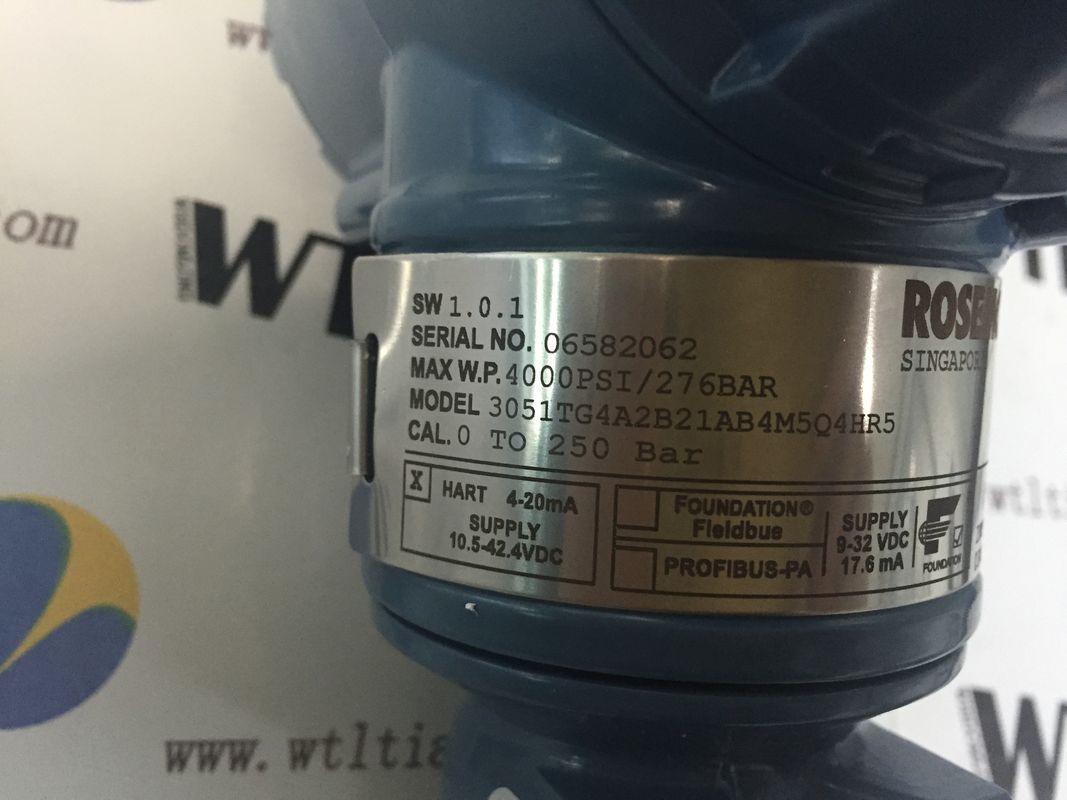 om
WT
SW 1.0.1
SERIAL NO. 06582062
MAX W.P. 4000PSI/276BAR
MODEL 3051TG4A2B21AB4M5Q4HR5
CAL. 0 TO 250 Bar
ROSEM
SINGAPOR
X HART 4-20mA
SUPPLY
10.5-42.4VDC
FOUNDATION®
Fieldbus
PROFIBUS-PA
SUPPLY
9-32 VDC
17.6 mA
FOUNDATION
wtlti
www.wtltia
W